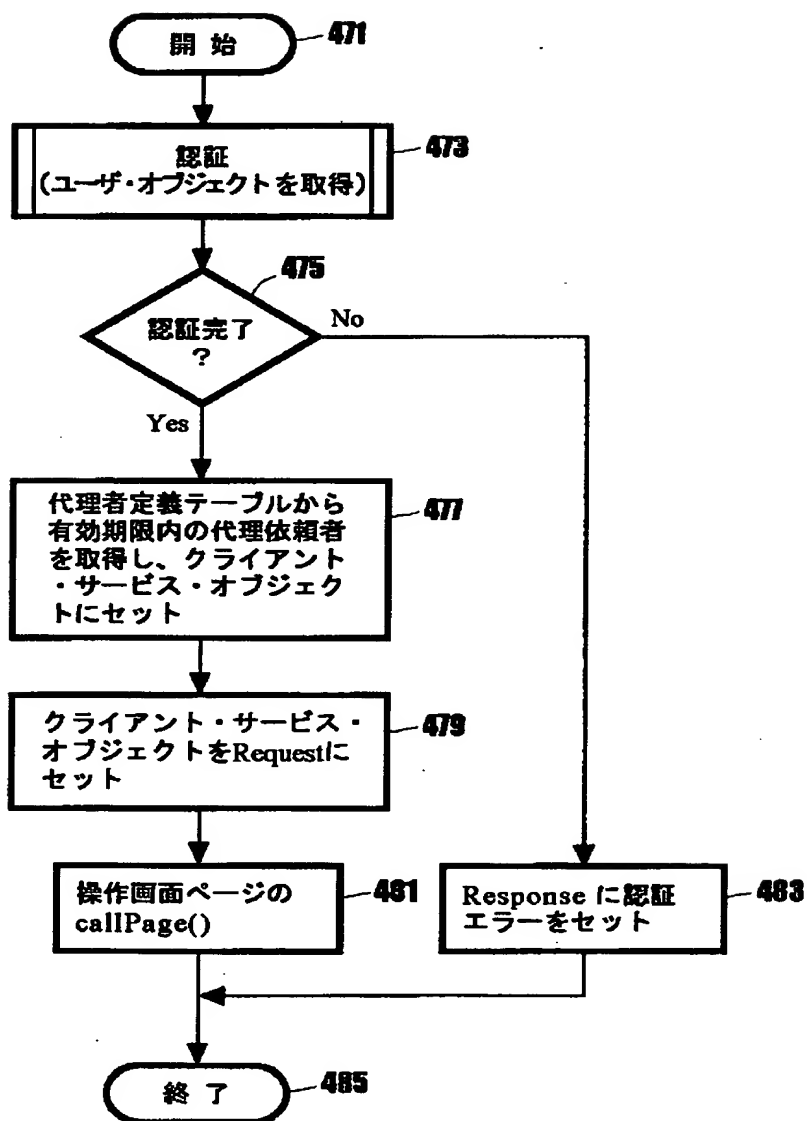 開 始
471
認証
(ユーザ・オブジェクトを取得)
473
475
認証完了
?
No
Yes
代理者定義テーブルから
有効期限内の代理依頼者
を取得し、クライアント
・サービス・オブジェク
トにセット
477
クライアント・サービス・
オブジェクトをRequestに
セット
479
操作画面ページの
callPage()
481
Response に認証
エラーをセット
483
終 了
485